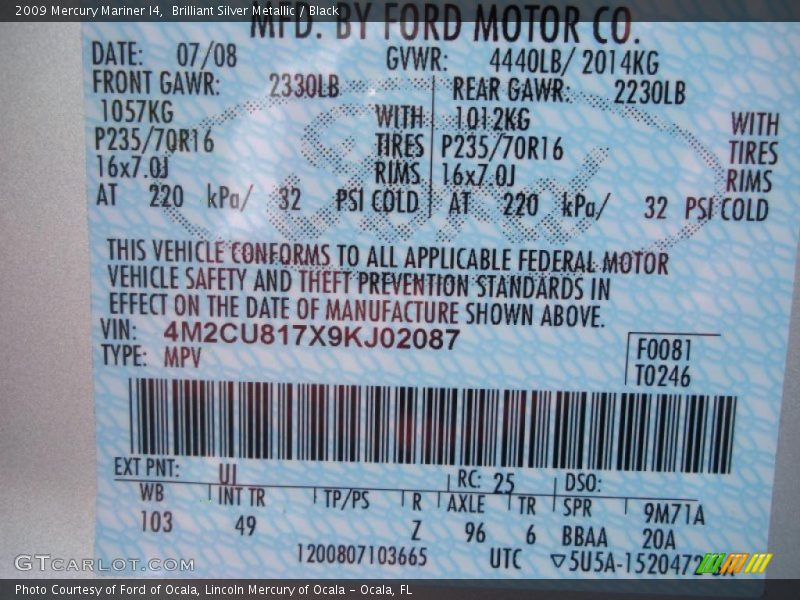 2009 Mercury Mariner I4,  Brilliant Silver Metallic / Black
MFD. BY FORD MOTOR CO.
DATE: 07/08 GVWR: 4440LB/ 2014KG
FRONT GAWR: 2330LB REAR GAWR: 2230LB
1057KG WITH 1012KG WITH
P235/70R16 TIRES P235/70R16 TIRES
16x7.0J RIMS 16x7.0J RIMS
AT 220 kPa/ 32 PSI COLD AT 220 kPa/ 32 PSI COLD
THIS VEHICLE CONFORMS TO ALL APPLICABLE FEDERAL MOTOR
VEHICLE SAFETY AND THEFT PREVENTION STANDARDS IN
EFFECT ON THE DATE OF MANUFACTURE SHOWN ABOVE.
VIN: 4M2CU817X9KJ02087
TYPE: MPV
F0081
T0246
EXT PNT: UI RC: 25 DSO:
WB INT TR TP/PS R AXLE TR SPR 9M71A
103 49 Z 96 6 BBAA 20A
1200807103665 UTC ▽5U5A-1520472
GTCARLOT.COM
Photo Courtesy of Ford of Ocala, Lincoln Mercury of Ocala – Ocala, FL